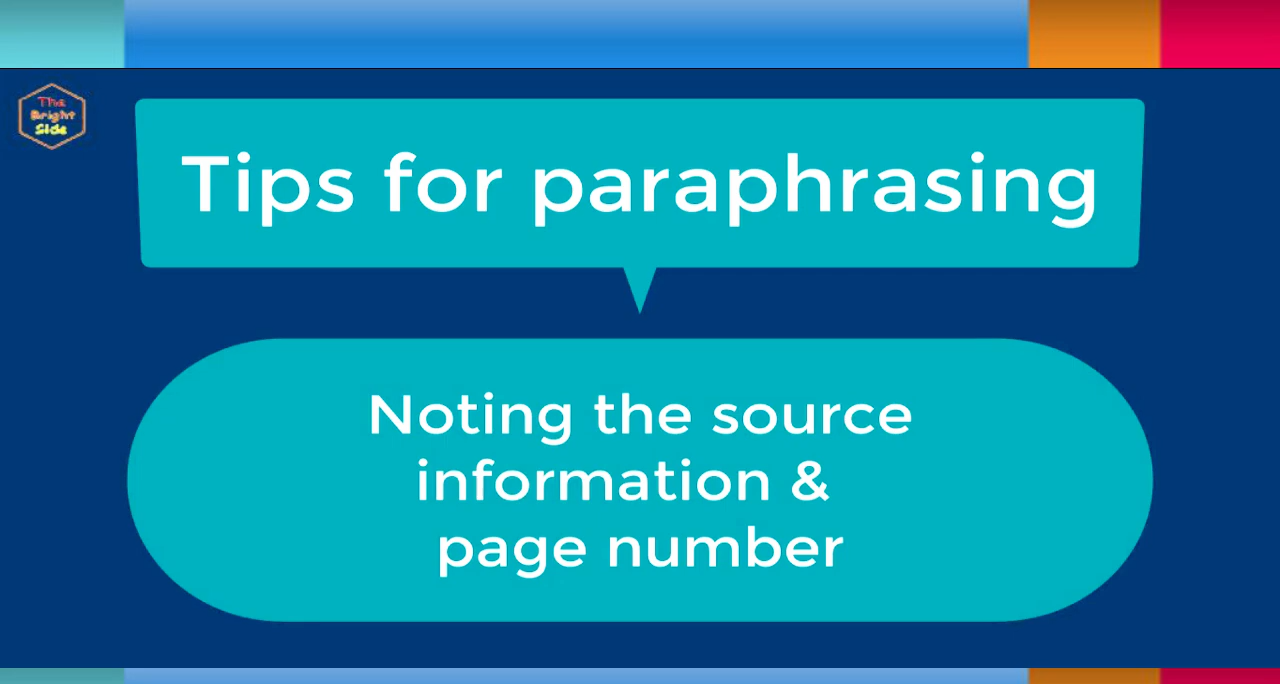 The
Bright
Side
Tips for paraphrasing
Noting the source
information &
page number